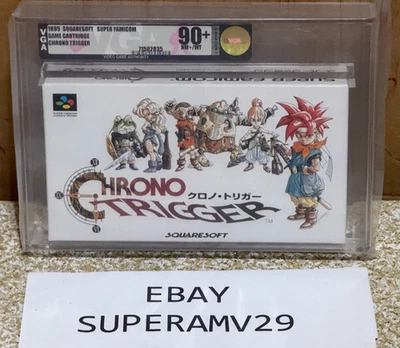 VGA
1995 SQUARESOFT SUPER FAMICOM
GAME CARTRIDGE
CHRONO TRIGGER
VIDEO GAME AUTHORITY
90+
NM+/MT
CHRONO
クロノ・トリガー
TRIGGER
TM
SQUARESOFT
EBAY
SUPERAMV29